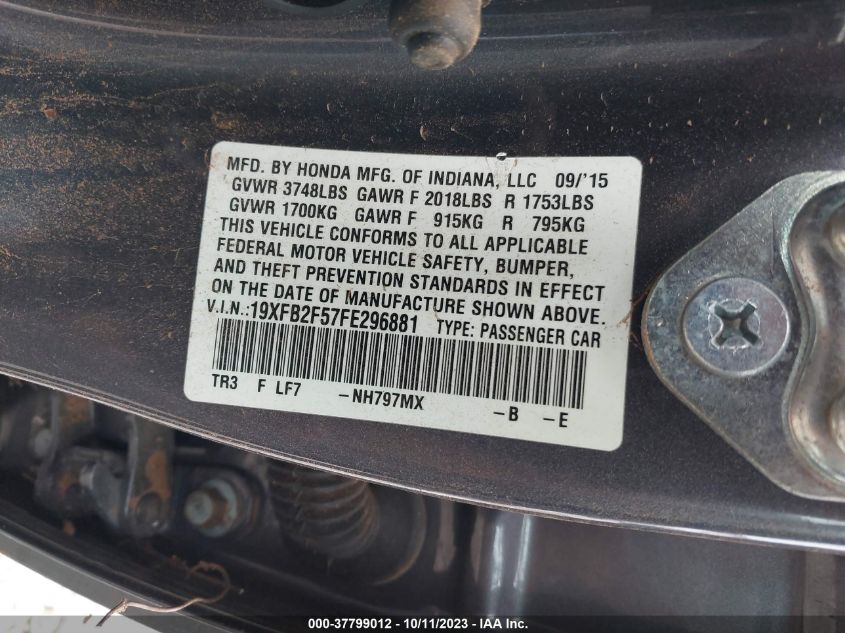 MFD. BY HONDA MFG. OF INDIANA, LLC 09/'15
GVWR 3748LBS GAWR F 2018LBS R 1753LBS
GVWR 1700KG GAWR F 915KG R 795KG
THIS VEHICLE CONFORMS TO ALL APPLICABLE
FEDERAL MOTOR VEHICLE SAFETY, BUMPER,
AND THEFT PREVENTION STANDARDS IN EFFECT
ON THE DATE OF MANUFACTURE SHOWN ABOVE.
V.I.N.:19XFB2F57FE296881 TYPE: PASSENGER CAR
TR3 F LF7 -NH797MX -B -E
000-37799012 - 10/11/2023 - IAA Inc.